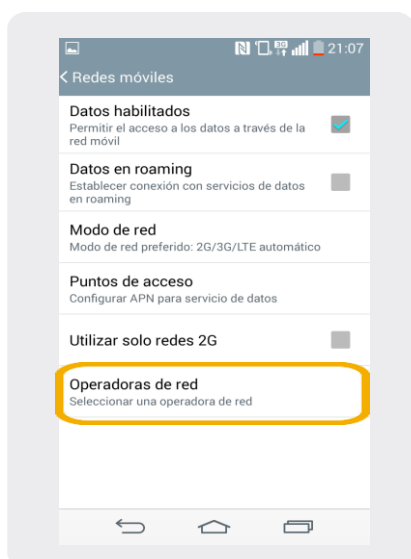 21:07
< Redes móviles
Datos habilitados
Permitir el acceso a los datos a través de la
red móvil
Datos en roaming
Establecer conexión con servicios de datos
en roaming
Modo de red
Modo de red preferido: 2G/3G/LTE automático
Puntos de acceso
Configurar APN para servicio de datos
Utilizar solo redes 2G
Operadoras de red
Seleccionar una operadora de red